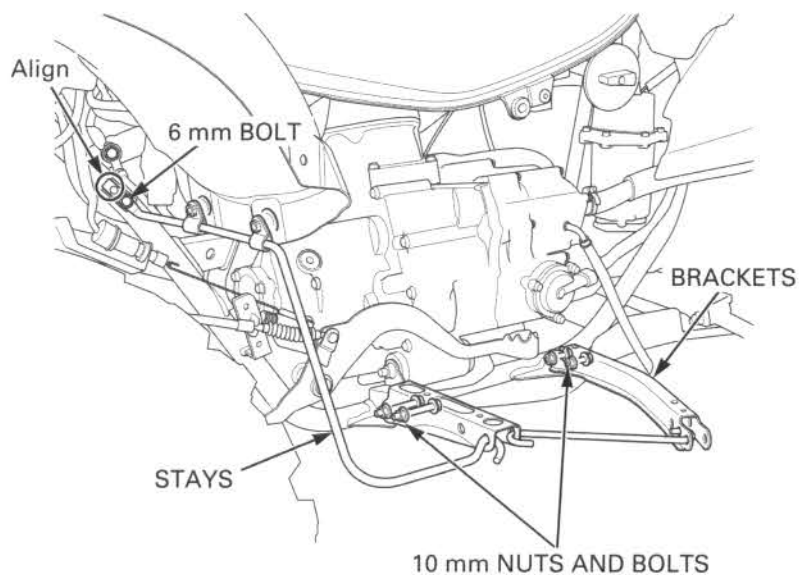 Align
6 mm BOLT
BRACKETS
STAYS
10 mm NUTS AND BOLTS